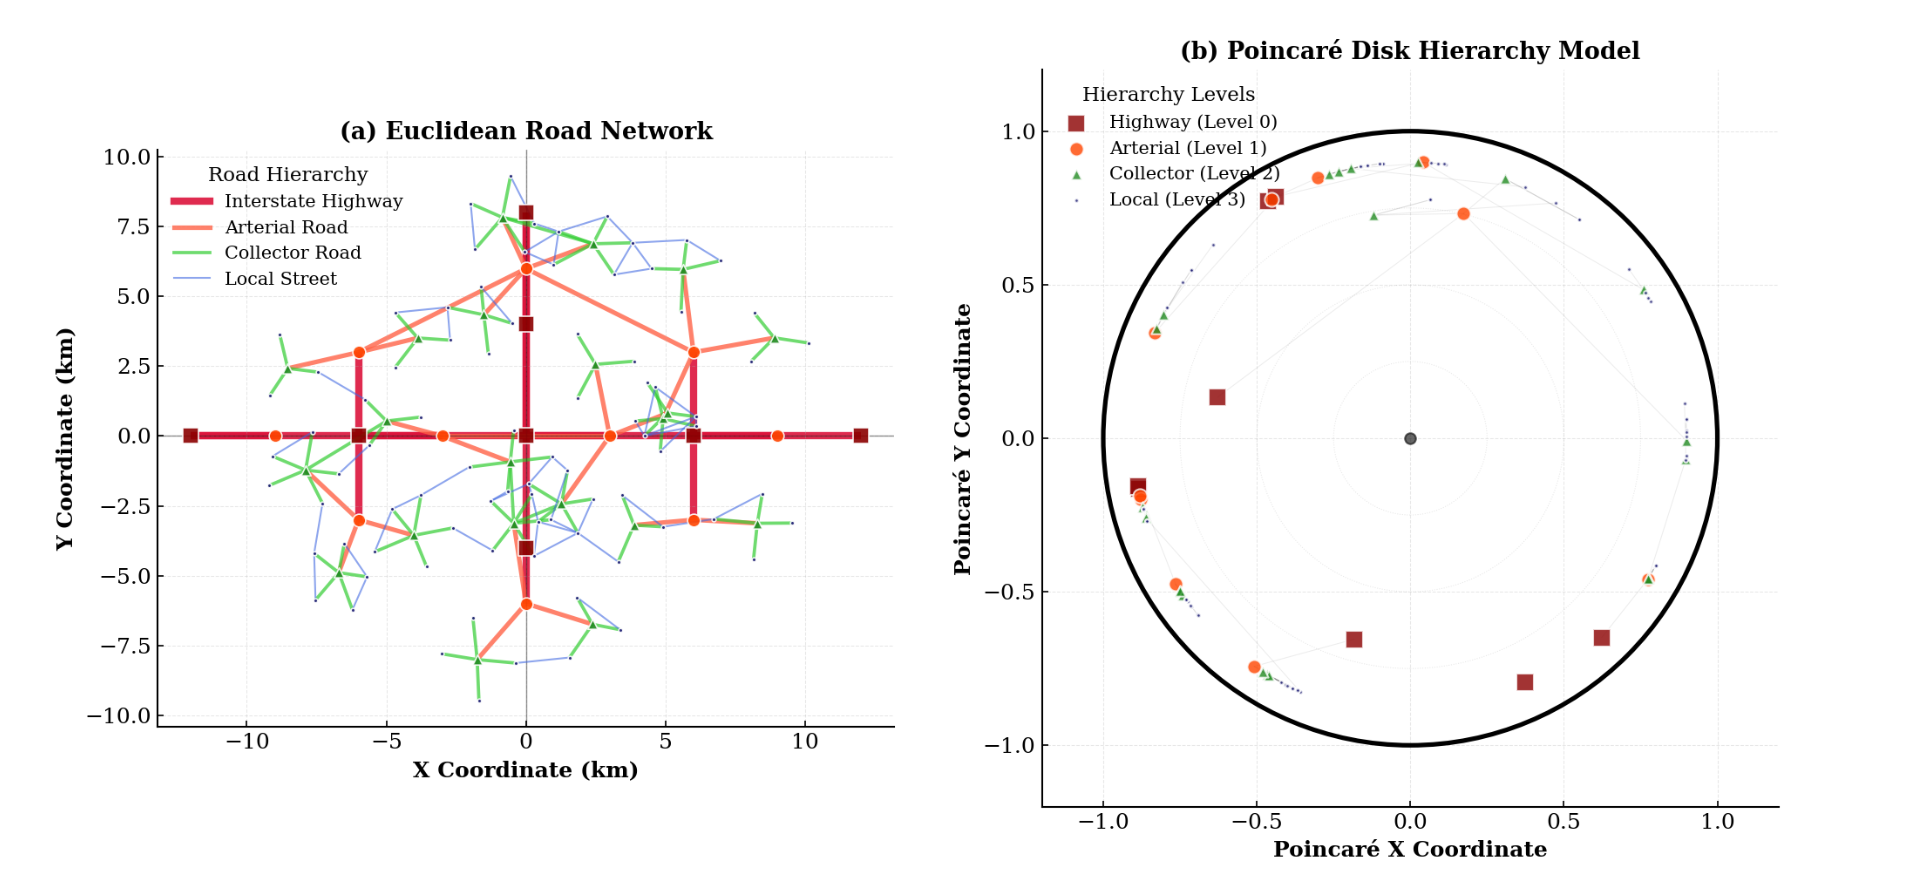 (a) Euclidean Road Network
Y Coordinate (km)
10.0
7.5
5.0
2.5
0.0
−2.5
−5.0
−7.5
−10.0
Road Hierarchy
Interstate Highway
Arterial Road
Collector Road
Local Street
−10
−5
0
5
10
X Coordinate (km)
(b) Poincaré Disk Hierarchy Model
Poincaré Y Coordinate
1.0
0.5
0.0
−0.5
−1.0
Hierarchy Levels
Highway (Level 0)
Arterial (Level 1)
Collector (Level 2)
Local (Level 3)
−1.0
−0.5
0.0
0.5
1.0
Poincaré X Coordinate